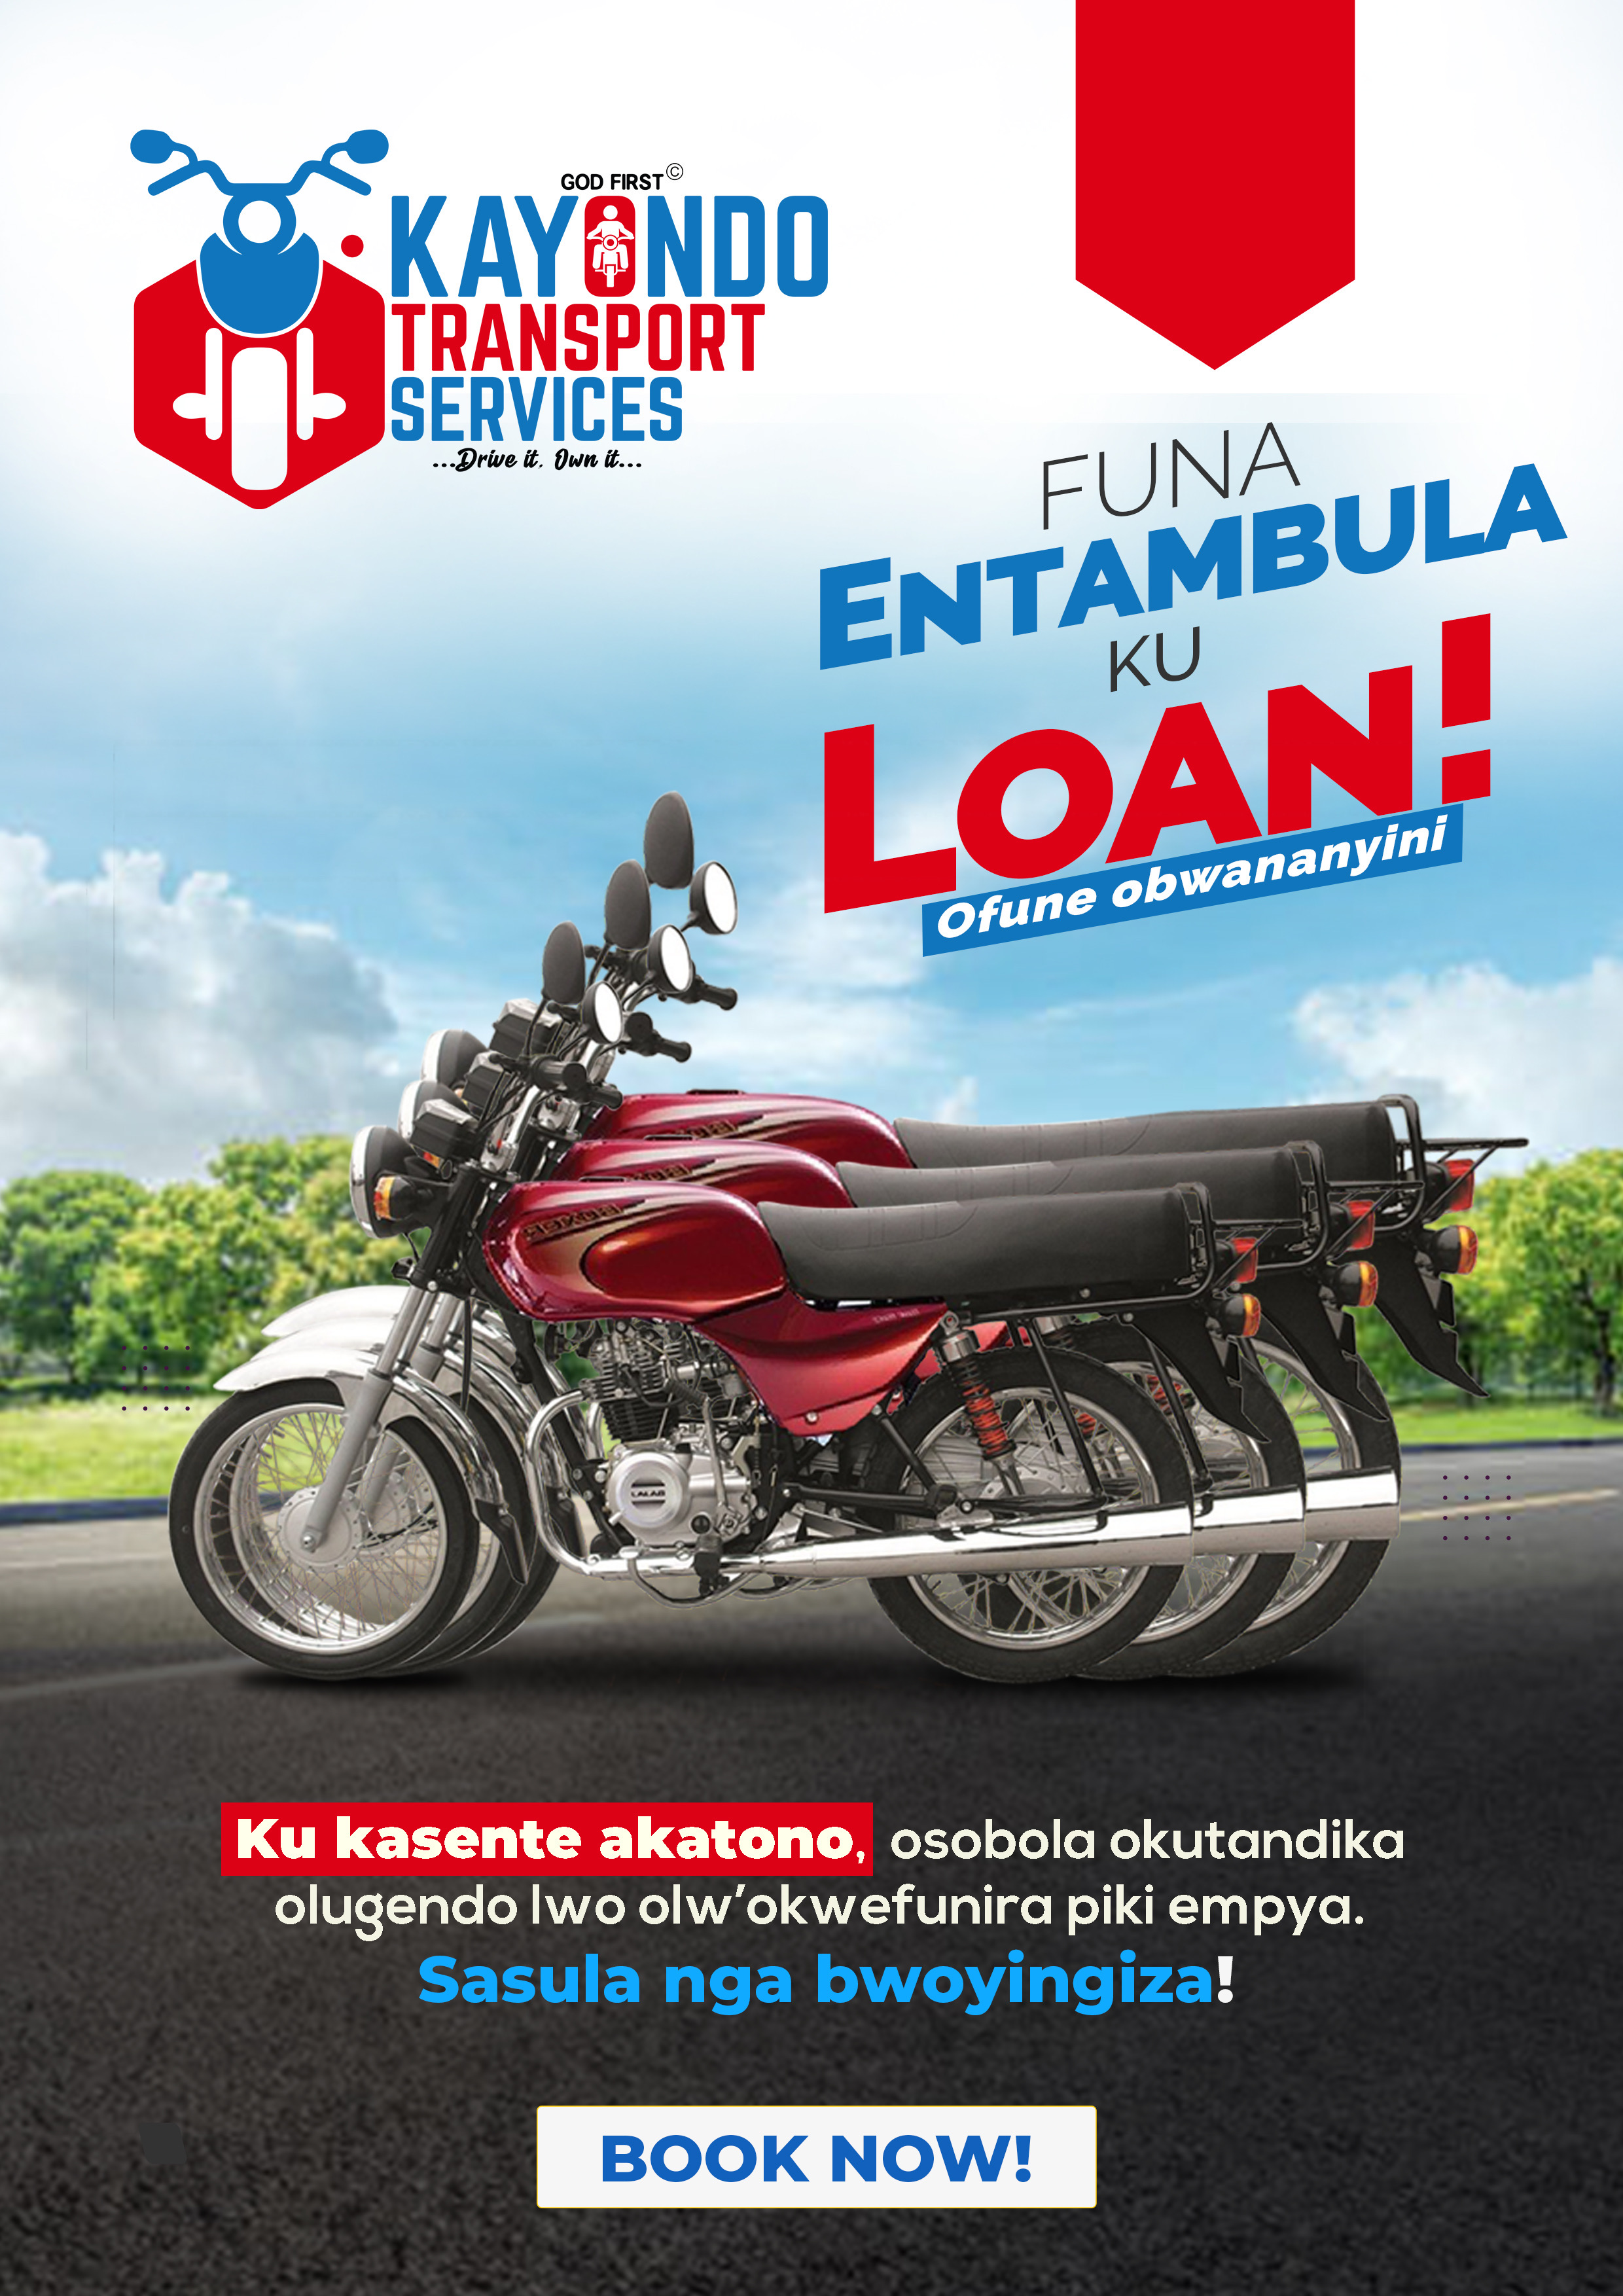 GOD FIRST©
KAYONDO
TRANSPORT
SERVICES
...Drive it, Own it...
FUNA
ENTAMBULA
KU
LOAN!
Ofune obwananyini
Ku kasente akatono, osobola okutandika
olugendo lwo olw'okwefunira piki empya.
Sasula nga bwoyingiza!
BOOK NOW!